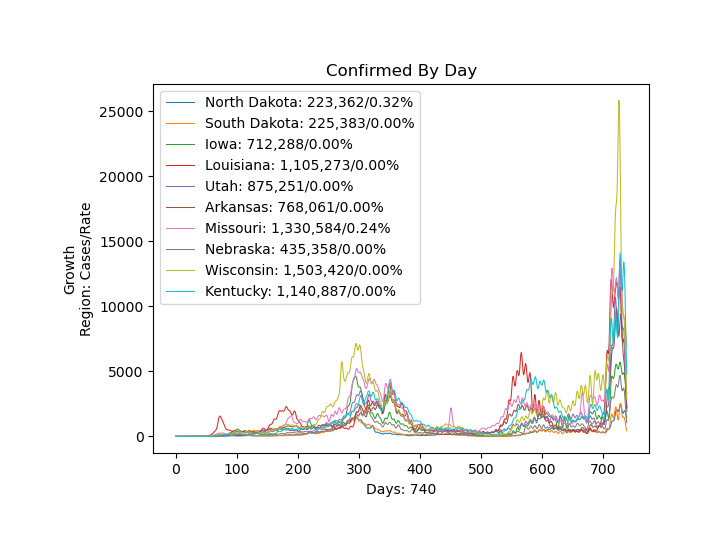 Confirmed By Day
North Dakota: 223,362/0.32%
South Dakota: 225,383/0.00%
Iowa: 712,288/0.00%
Louisiana: 1,105,273/0.00%
Utah: 875,251/0.00%
Arkansas: 768,061/0.00%
Missouri: 1,330,584/0.24%
Nebraska: 435,358/0.00%
Wisconsin: 1,503,420/0.00%
Kentucky: 1,140,887/0.00%
25000
20000
15000
10000
5000
0
Growth
Region: Cases/Rate
0 100 200 300 400 500 600 700
Days: 740